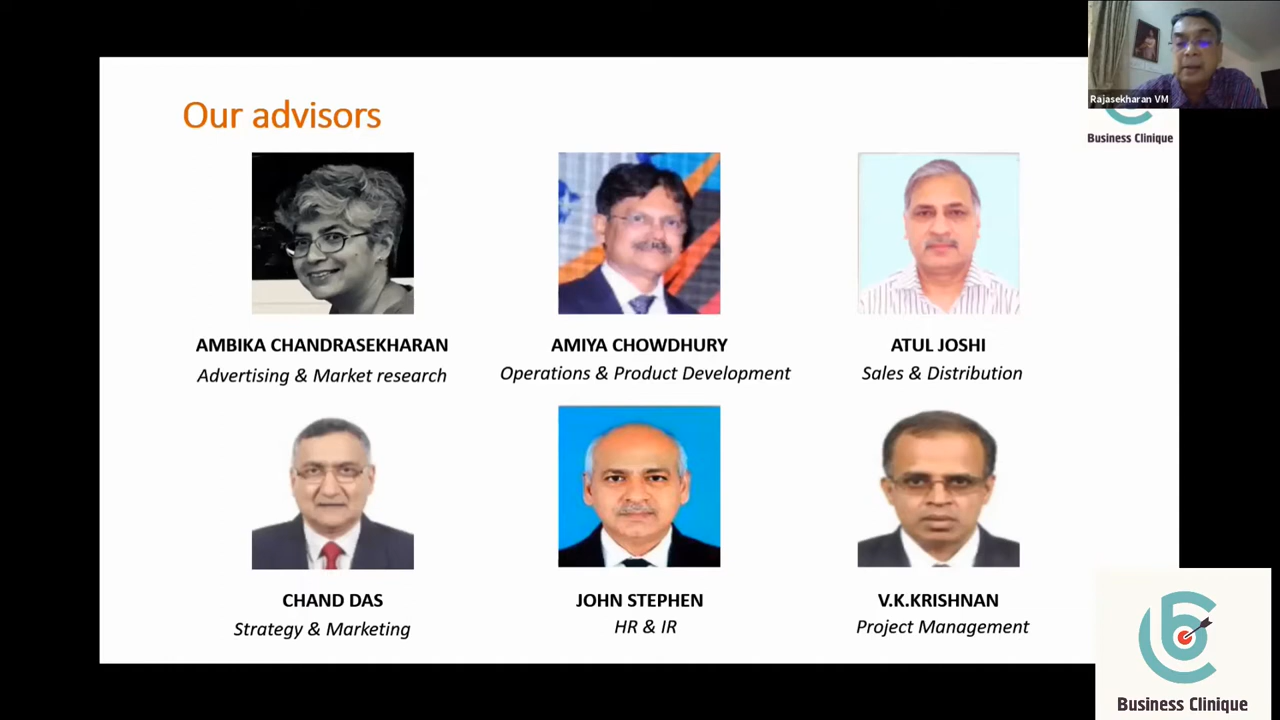 Our advisors
Rajasekharan VM
Business Clinique
AMBIKA CHANDRASEKHARAN
AMIYA CHOWDHURY
ATUL JOSHI
Advertising & Market research
Operations & Product Development
Sales & Distribution
CHAND DAS
JOHN STEPHEN
V.K.KRISHNAN
Strategy & Marketing
HR & IR
Project Management
Business Clinique